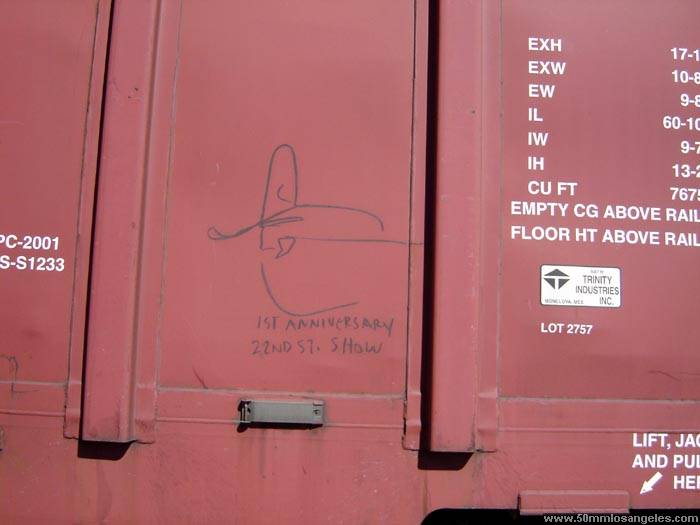 PC-2001
S-S1233
1ST ANNIVERSARY
22ND ST. SHOW
EXH 17-1
EXW 10-8
EW 9-8
IL 60-10
IW 9-7
IH 13-2
CU FT 7675
EMPTY CG ABOVE RAIL
FLOOR HT ABOVE RAIL
BUILT BY
TRINITY
INDUSTRIES
INC.
LOT 2757
LIFT, JAC
AND PUL
HE
www.50mmlosangeles.com